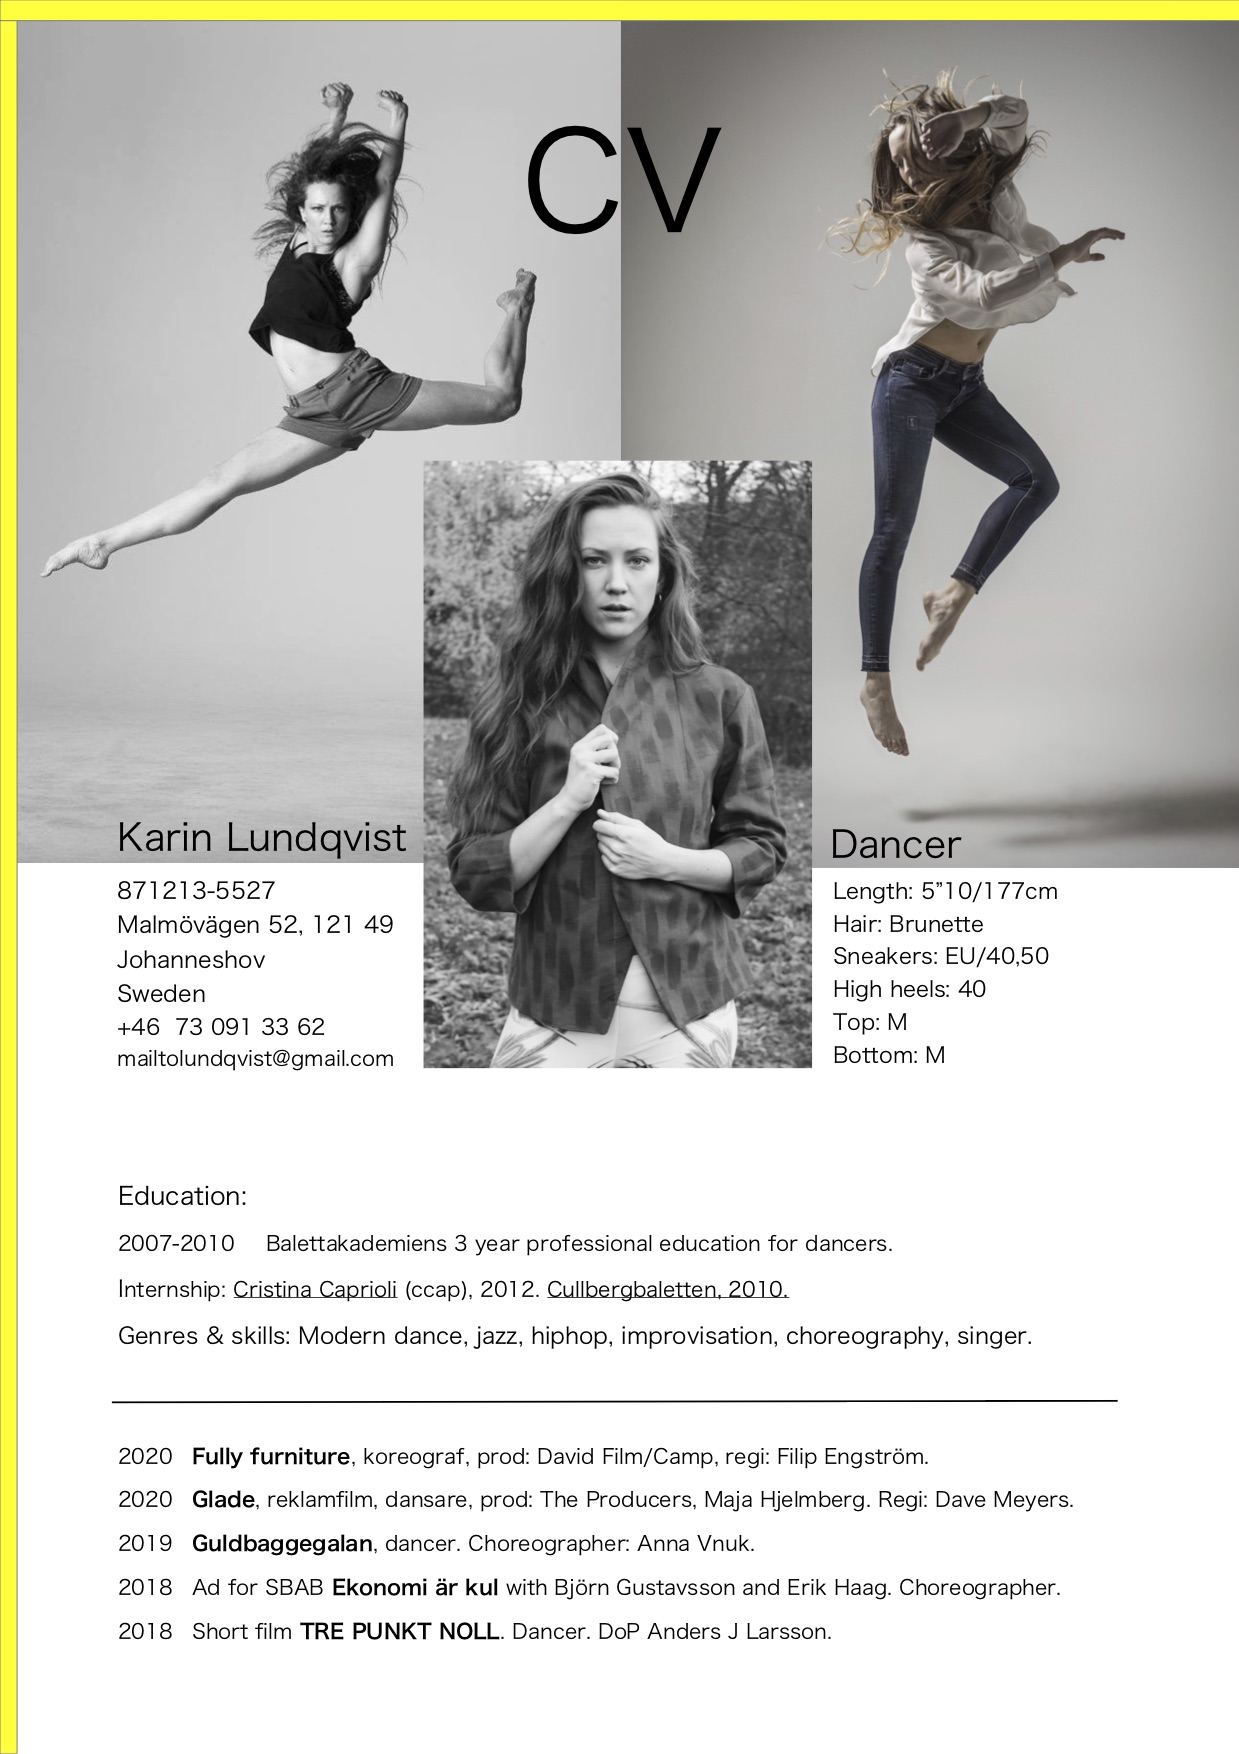 CV
Karin Lundqvist
871213-5527
Malmövägen 52, 121 49
Johanneshov
Sweden
+46  73 091 33 62
mailtolundqvist@gmail.com
Dancer
Length: 5”10/177cm
Hair: Brunette
Sneakers: EU/40,50
High heels: 40
Top: M
Bottom: M
Education:
2007-2010 Balettakademiens 3 year professional education for dancers.
Internship: Cristina Caprioli (ccap), 2012. Cullbergbaletten, 2010.
Genres & skills: Modern dance, jazz, hiphop, improvisation, choreography, singer.
2020 Fully furniture, koreograf, prod: David Film/Camp, regi: Filip Engström.
2020 Glade, reklamfilm, dansare, prod: The Producers, Maja Hjelmberg. Regi: Dave Meyers.
2019 Guldbaggegalan, dancer. Choreographer: Anna Vnuk.
2018 Ad for SBAB Ekonomi är kul with Björn Gustavsson and Erik Haag. Choreographer.
2018 Short film TRE PUNKT NOLL. Dancer. DoP Anders J Larsson.